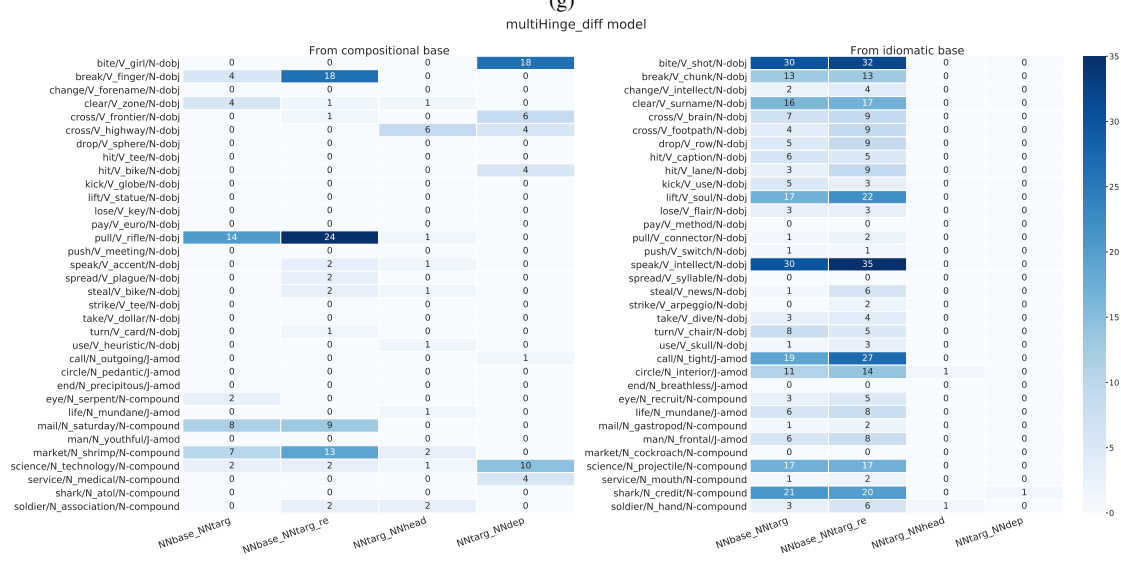 (g)
multiHinge_diff model
From compositional base
bite/V_girl/N-dobj 0 0 0 18
break/V_finger/N-dobj 4 18 0 0
change/V_forename/N-dobj 0 0 0 0
clear/V_zone/N-dobj 4 1 1 0
cross/V_frontier/N-dobj 0 1 0 6
cross/V_highway/N-dobj 0 0 6 4
drop/V_sphere/N-dobj 0 0 0 0
hit/V_tee/N-dobj 0 0 0 0
hit/V_bike/N-dobj 0 0 0 4
kick/V_globe/N-dobj 0 0 0 0
lift/V_statue/N-dobj 0 0 0 0
lose/V_key/N-dobj 0 0 0 0
pay/V_euro/N-dobj 0 0 0 0
pull/V_rifle/N-dobj 14 24 1 0
push/V_meeting/N-dobj 0 0 0 0
speak/V_accent/N-dobj 0 2 1 0
spread/V_plague/N-dobj 0 2 0 0
steal/V_bike/N-dobj 0 2 1 0
strike/V_tee/N-dobj 0 0 0 0
take/V_dollar/N-dobj 0 0 0 0
turn/V_card/N-dobj 0 1 0 0
use/V_heuristic/N-dobj 0 0 1 0
call/N_outgoing/J-amod 0 0 0 1
circle/N_pedantic/J-amod 0 0 0 0
end/N_precipitous/J-amod 0 0 0 0
eye/N_serpent/N-compound 2 0 0 0
life/N_mundane/J-amod 0 0 1 0
mail/N_saturday/N-compound 8 9 0 0
man/N_youthful/J-amod 0 0 0 0
market/N_shrimp/N-compound 7 13 2 0
science/N_technology/N-compound 2 2 1 10
service/N_medical/N-compound 0 0 0 4
shark/N_atol/N-compound 0 0 0 0
soldier/N_association/N-compound 0 2 2 0
NNbase_NNtarg NNbase_NNtarg_re NNtarg_NNhead NNtarg_NNdep
From idiomatic base
bite/V_shot/N-dobj 30 32 0 0
break/V_chunk/N-dobj 13 13 0 0
change/V_intellect/N-dobj 2 4 0 0
clear/V_surname/N-dobj 16 17 0 0
cross/V_brain/N-dobj 7 9 0 0
cross/V_footpath/N-dobj 4 9 0 0
drop/V_row/N-dobj 5 9 0 0
hit/V_caption/N-dobj 6 5 0 0
hit/V_lane/N-dobj 3 9 0 0
kick/V_use/N-dobj 5 3 0 0
lift/V_soul/N-dobj 17 22 0 0
lose/V_flair/N-dobj 3 3 0 0
pay/V_method/N-dobj 0 0 0 0
pull/V_connector/N-dobj 1 2 0 0
push/V_switch/N-dobj 1 1 0 0
speak/V_intellect/N-dobj 30 35 0 0
spread/V_syllable/N-dobj 0 0 0 0
steal/V_news/N-dobj 1 6 0 0
strike/V_arpeggio/N-dobj 0 2 0 0
take/V_dive/N-dobj 3 4 0 0
turn/V_chair/N-dobj 8 5 0 0
use/V_skull/N-dobj 1 3 0 0
call/N_tight/J-amod 19 27 0 0
circle/N_interior/J-amod 11 14 1 0
end/N_breathless/J-amod 0 0 0 0
eye/N_recruit/N-compound 3 5 0 0
life/N_mundane/J-amod 6 8 0 0
mail/N_gastropod/N-compound 1 2 0 0
man/N_frontal/J-amod 6 8 0 0
market/N_cockroach/N-compound 0 0 0 0
science/N_projectile/N-compound 17 17 0 0
service/N_mouth/N-compound 1 2 0 0
shark/N_credit/N-compound 21 20 0 1
soldier/N_hand/N-compound 3 6 1 0
NNbase_NNtarg NNbase_NNtarg_re NNtarg_NNhead NNtarg_NNdep
35
30
25
20
15
10
5
0